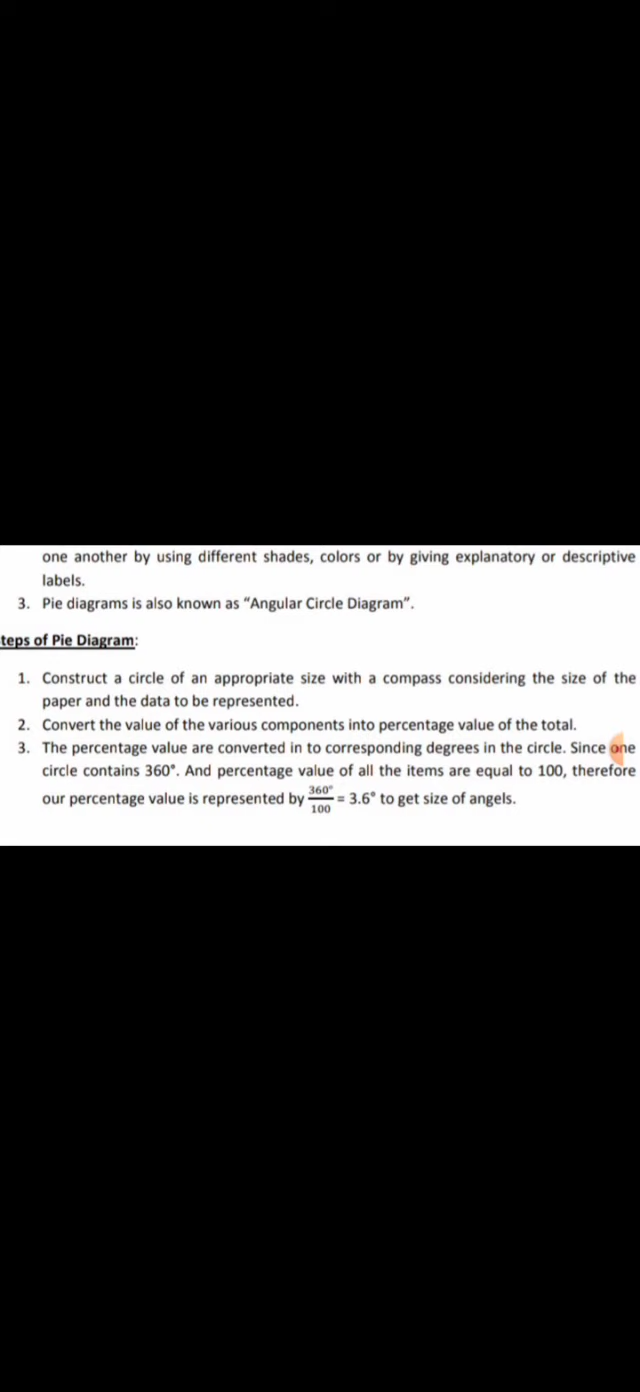 one another by using different shades, colors or by giving explanatory or descriptive
labels.
3. Pie diagrams is also known as “Angular Circle Diagram”.
teps of Pie Diagram:
1. Construct a circle of an appropriate size with a compass considering the size of the
paper and the data to be represented.
2. Convert the value of the various components into percentage value of the total.
3. The percentage value are converted in to corresponding degrees in the circle. Since one
circle contains 360°. And percentage value of all the items are equal to 100, therefore
our percentage value is represented by 360°/100 = 3.6° to get size of angels.